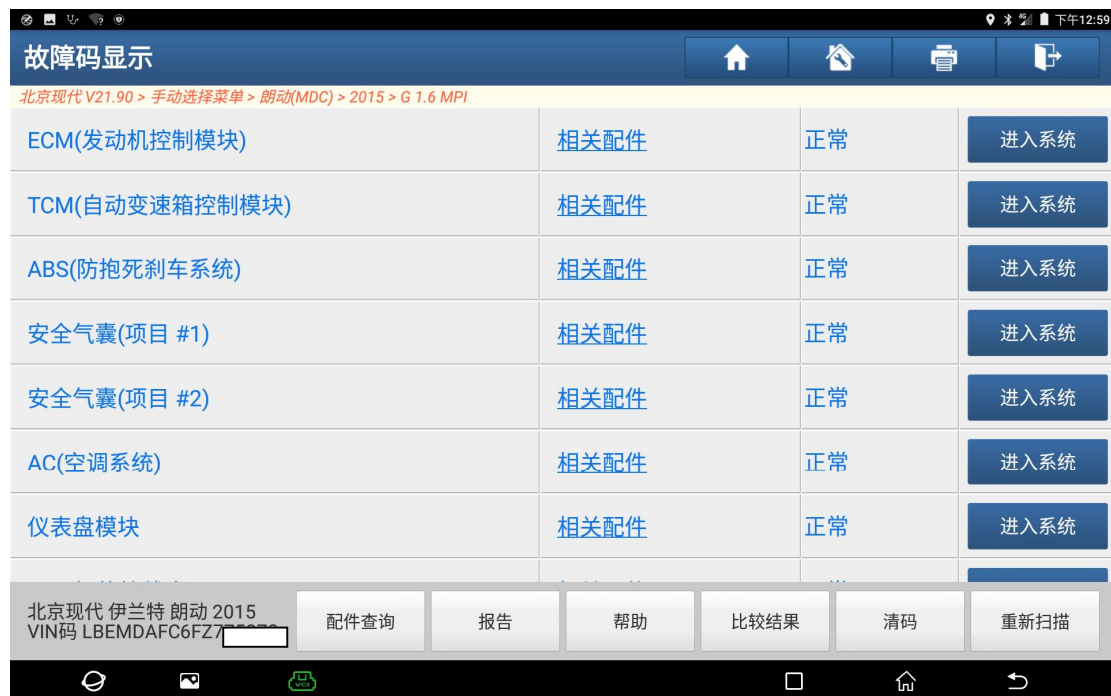 下午12:59
故障码显示
北京现代 V21.90 > 手动选择菜单 > 朗动(MDC) > 2015 > G 1.6 MPI
ECM(发动机控制模块) 相关配件 正常 进入系统
TCM(自动变速箱控制模块) 相关配件 正常 进入系统
ABS(防抱死刹车系统) 相关配件 正常 进入系统
安全气囊(项目 #1) 相关配件 正常 进入系统
安全气囊(项目 #2) 相关配件 正常 进入系统
AC(空调系统) 相关配件 正常 进入系统
仪表盘模块 相关配件 正常 进入系统
北京现代 伊兰特 朗动 2015
VIN码 LBEMDAFC6FZ
配件查询 报告 帮助 比较结果 清码 重新扫描
VCI